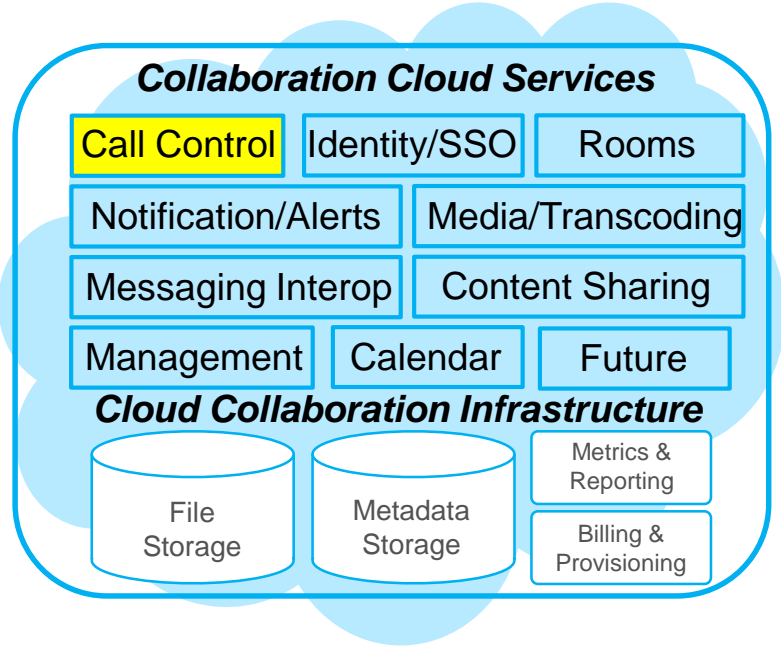 Collaboration Cloud Services
Call Control
Identity/SSO
Rooms
Notification/Alerts
Media/Transcoding
Messaging Interop
Content Sharing
Management
Calendar
Future
Cloud Collaboration Infrastructure
File
Storage
Metadata
Storage
Metrics &
Reporting
Billing &
Provisioning